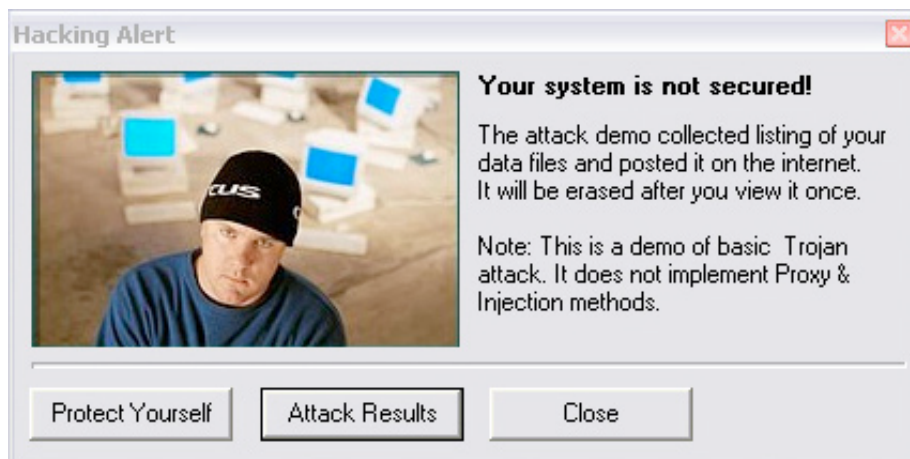 Hacking Alert
Your system is not secured!
The attack demo collected listing of your
data files and posted it on the internet.
It will be erased after you view it once.
Note: This is a demo of basic  Trojan
attack. It does not implement Proxy &
Injection methods.
Protect Yourself
Attack Results
Close